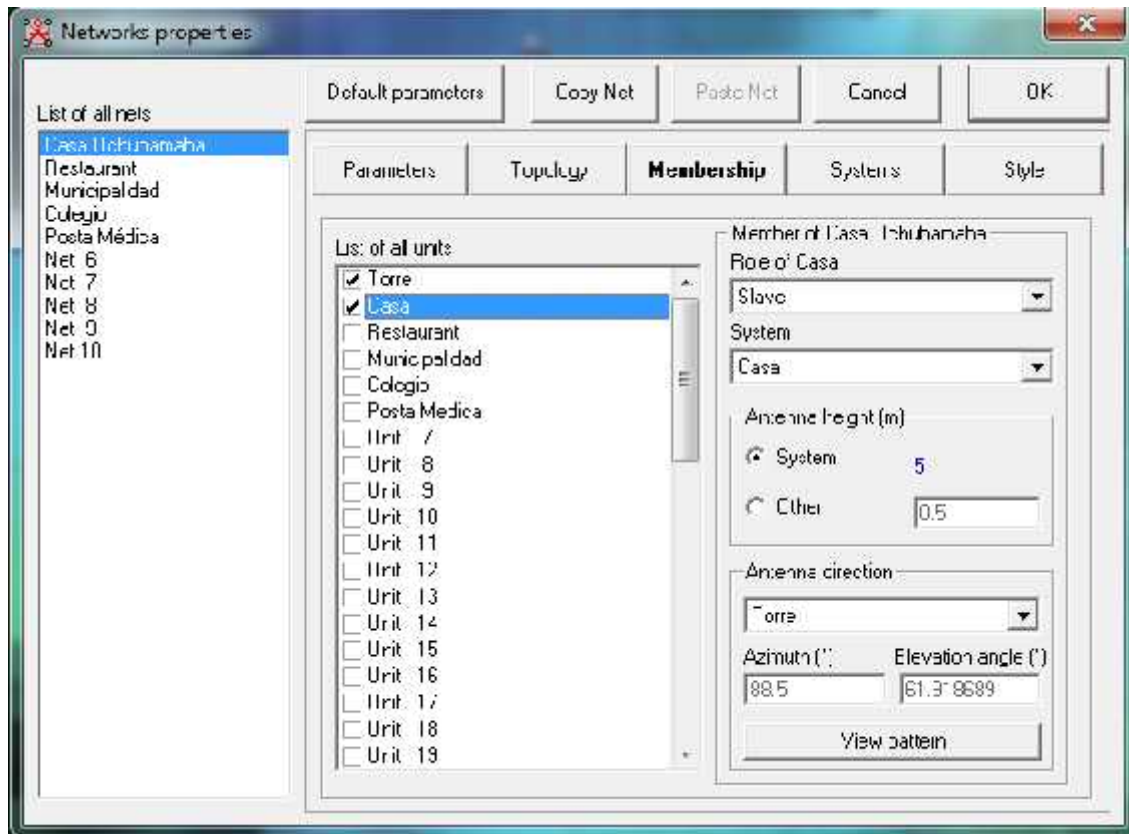 Networks properties
Default parameters
Copy Net
Paste Net
Cancel
OK
List of all nets
Casa
Restaurant
Municipalidad
Colegio
Posta Médica
Net 6
Net 7
Net 8
Net 9
Net 10
Parameters
Topology
Membership
Systems
Style
List of all units
Torre
Casa
Restaurant
Municipalidad
Colegio
Posta Medica
Unit 7
Unit 8
Unit 9
Unit 10
Unit 11
Unit 12
Unit 13
Unit 14
Unit 15
Unit 16
Unit 17
Unit 18
Unit 19
Member of Casa
Role of Casa
Slave
System
Casa
Antenna height (m)
System 5
Other 0.5
Antenna direction
Torre
Azimuth (°) Elevation angle (°)
88.5
View pattern